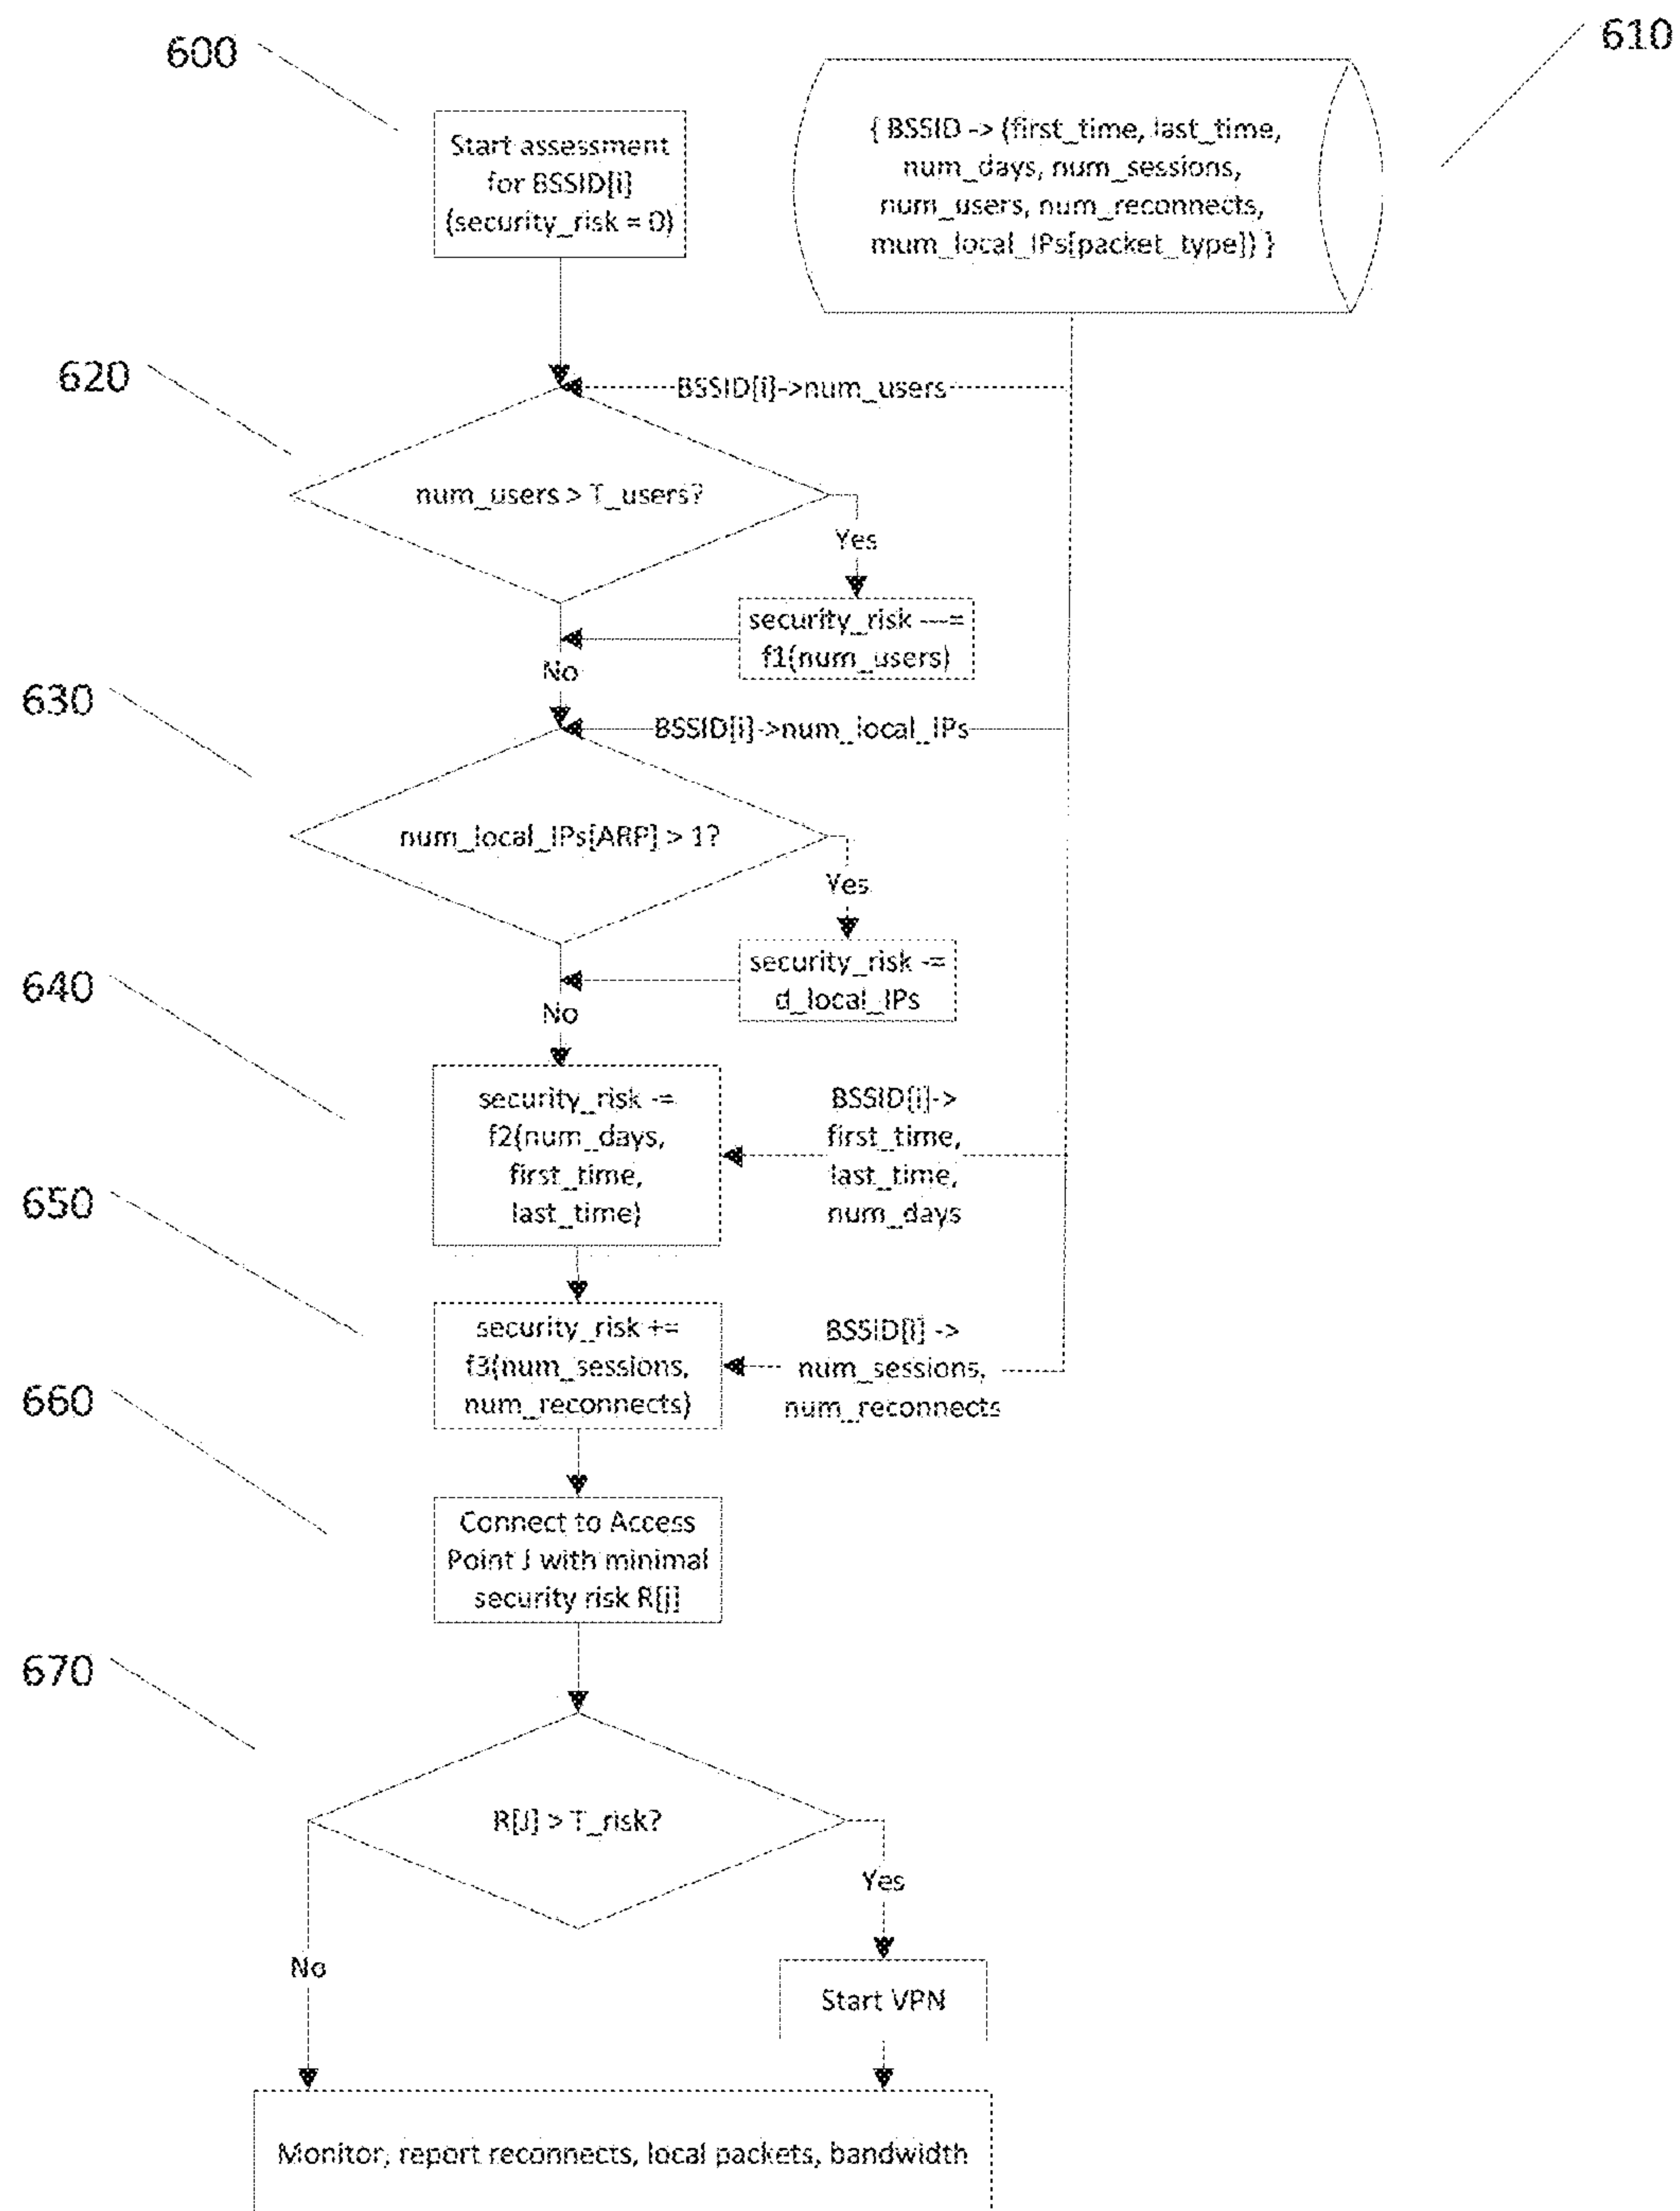 600
610
Start assessment
for BSSID[i]
(security_risk = 0)
{ BSSID -> (first_time, last_time,
num_days, num_sessions,
num_users, num_reconnects,
mum_local_IPs[packet_type]) }
620
BSSID[i]->num_users
num_users > T_users?
Yes
security_risk --=
f1(num_users)
No
630
BSSID[i]->num_local_IPs
num_local_IPs[ARP] > 1?
Yes
security_risk -=
d_local_IPs
No
640
security_risk -=
f2(num_days,
first_time,
last_time)
BSSID[i]->
first_time,
last_time,
num_days
650
security_risk +=
f3(num_sessions,
num_reconnects)
BSSID[i] ->
num_sessions,
num_reconnects
660
Connect to Access
Point J with minimal
security risk R[j]
670
R[J] > T_risk?
Yes
No
Start VPN
Monitor, report reconnects, local packets, bandwidth